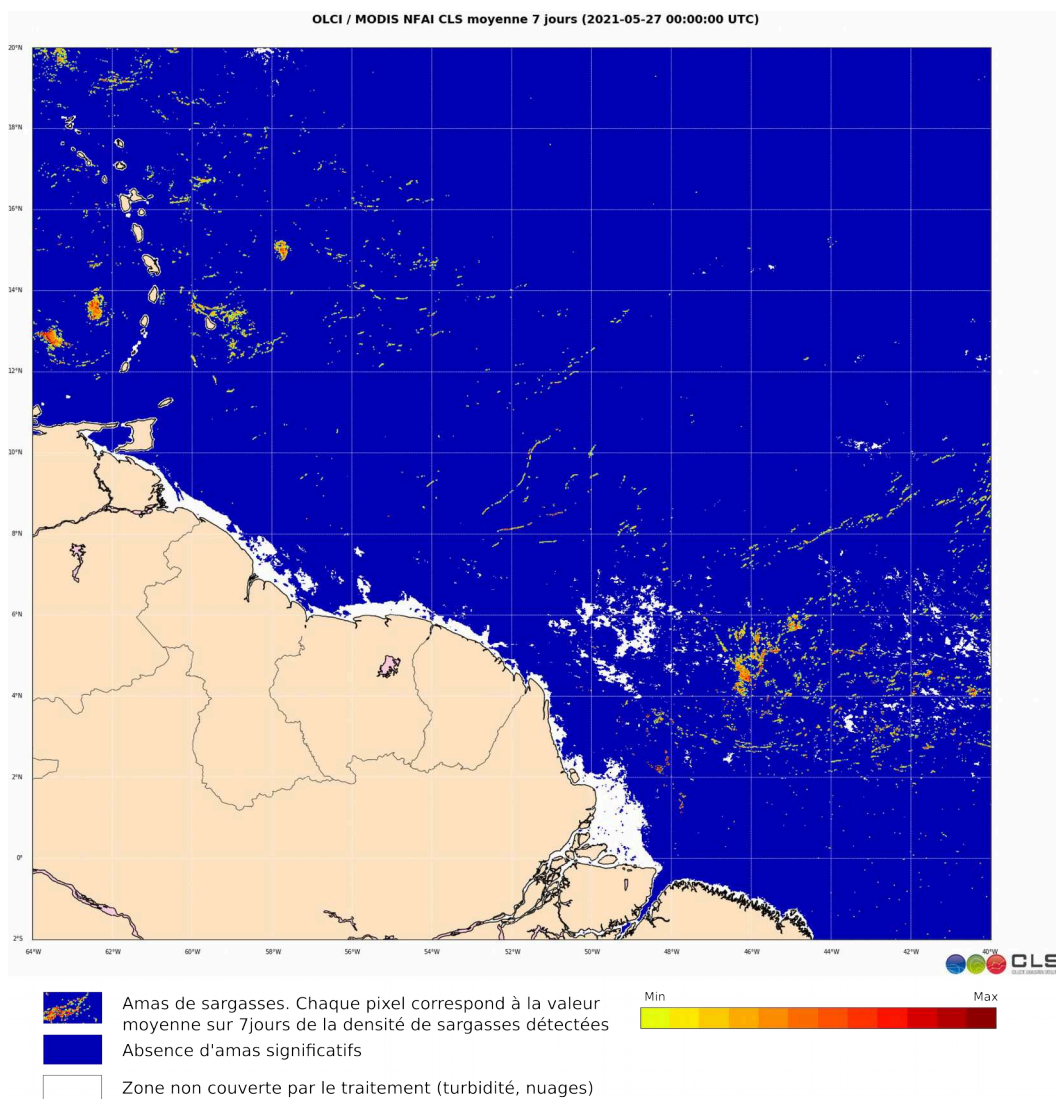 OLCI / MODIS NFAI CLS moyenne 7 jours (2021-05-27 00:00:00 UTC)
20°N
18°N
16°N
14°N
12°N
10°N
8°N
6°N
4°N
2°N
0°
2°S
64°W 62°W 60°W 58°W 56°W 54°W 52°W 50°W 48°W 46°W 44°W 42°W 40°W
CLS
Amas de sargasses. Chaque pixel correspond à la valeur
moyenne sur 7jours de la densité de sargasses détectées
Min Max
Absence d'amas significatifs
Zone non couverte par le traitement (turbidité, nuages)